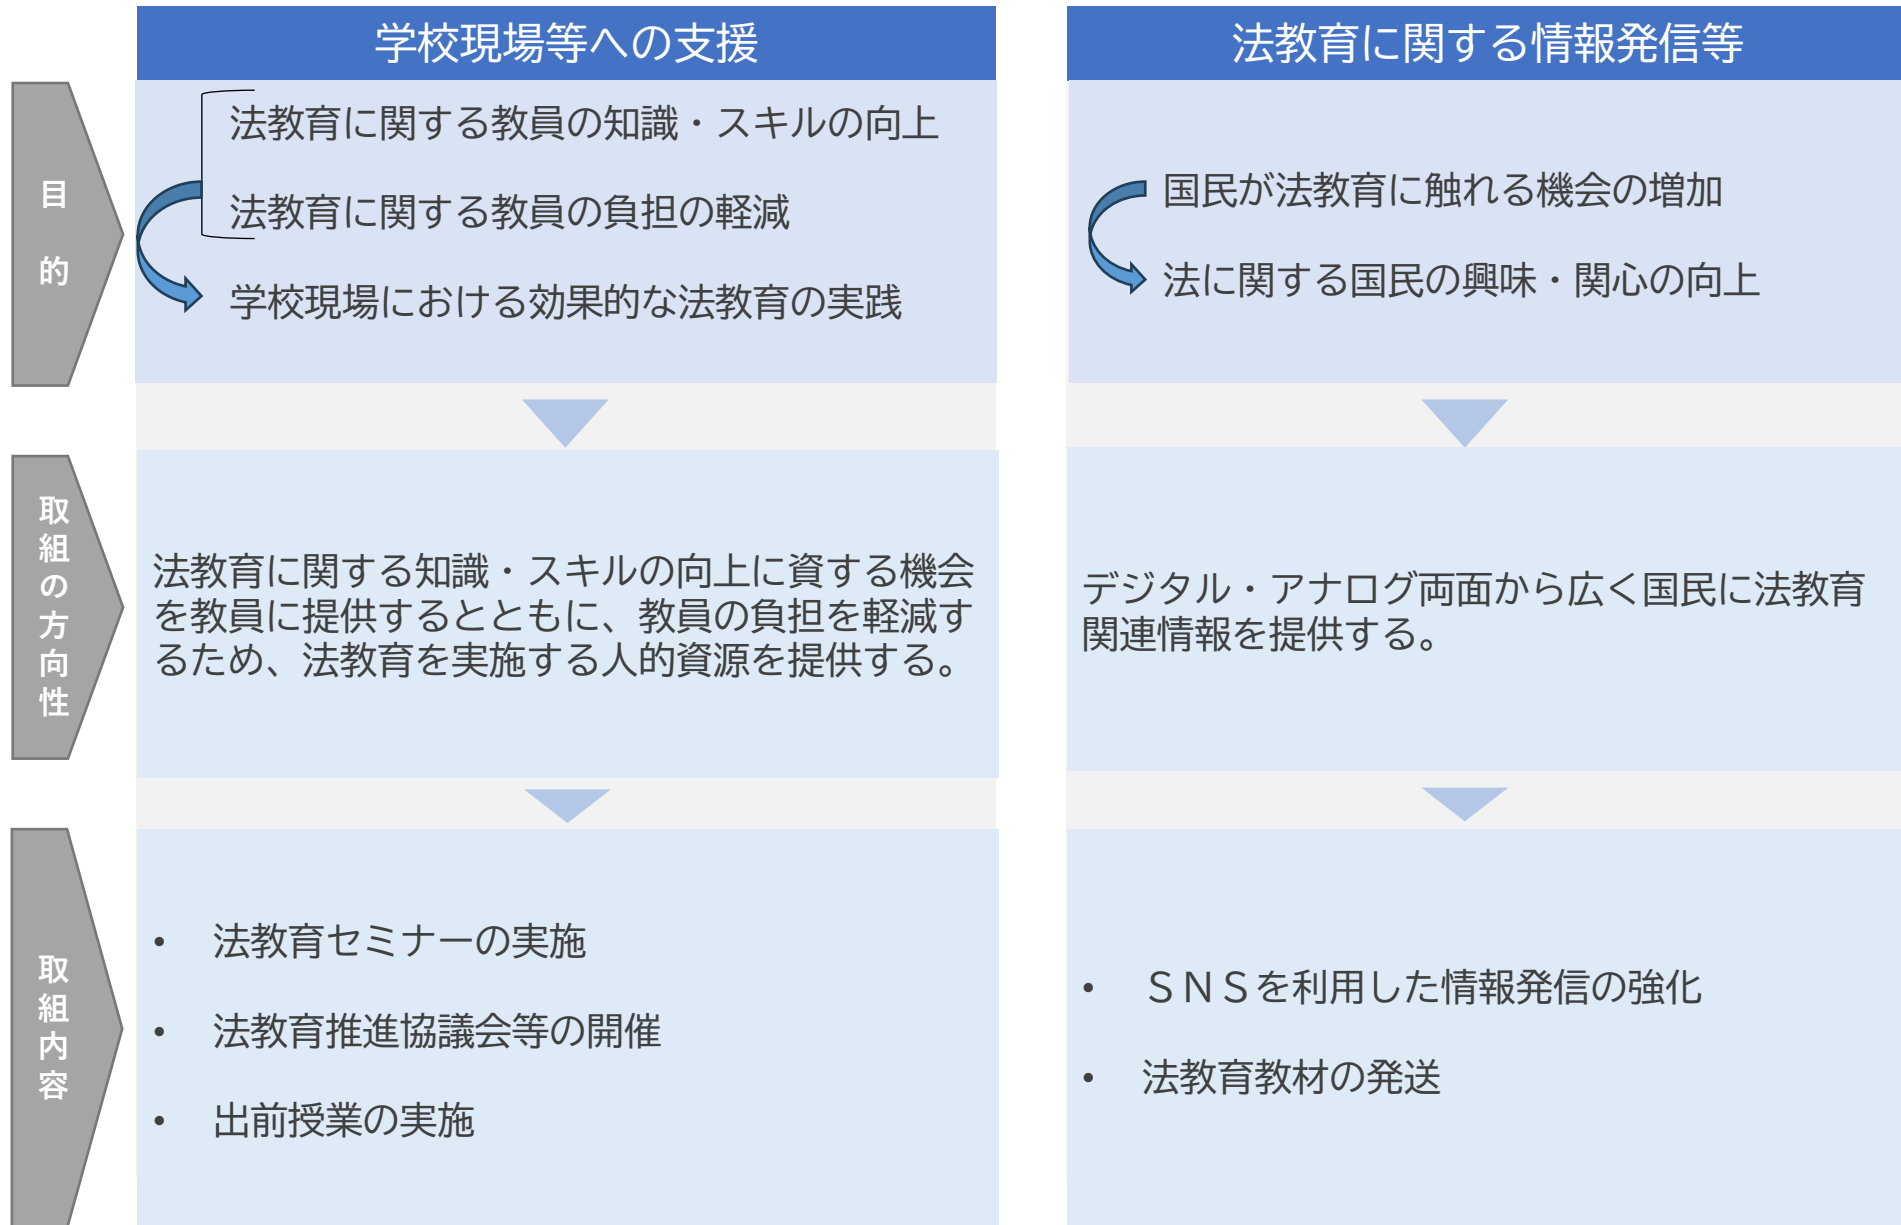 学校現場等への支援
法教育に関する情報発信等
目的
法教育に関する教員の知識・スキルの向上
法教育に関する教員の負担の軽減
学校現場における効果的な法教育の実践
国民が法教育に触れる機会の増加
法に関する国民の興味・関心の向上
取組の方向性
法教育に関する知識・スキルの向上に資する機会
を教員に提供するとともに、教員の負担を軽減す
るため、法教育を実施する人的資源を提供する。
デジタル・アナログ両面から広く国民に法教育
関連情報を提供する。
取組内容
• 法教育セミナーの実施
• 法教育推進協議会等の開催
• 出前授業の実施
• ＳＮＳを利用した情報発信の強化
• 法教育教材の発送